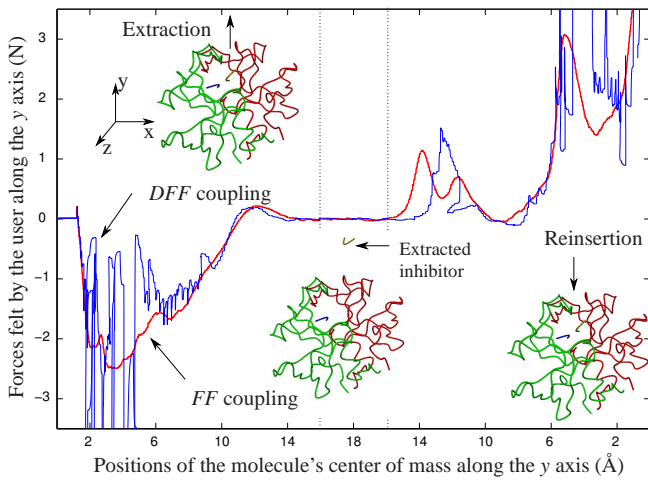 Extraction
3
2
1
0
−1
−2
−3
Forces felt by the user along the y axis (N)
y
x
z
DFF coupling
FF coupling
Extracted
inhibitor
Reinsertion
2 6 10 14 18 14 10 6 2
Positions of the molecule's center of mass along the y axis (Å)